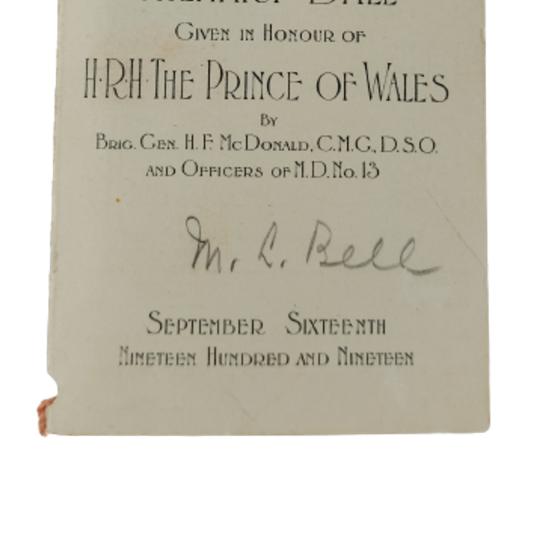 Given in Honour of
H·R·H·The Prince of Wales
By
Brig. Gen. H. F. McDonald, C.M.G., D.S.O.
and Officers of M.D. No. 13
M. L. Bell
September Sixteenth
Nineteen Hundred and Nineteen